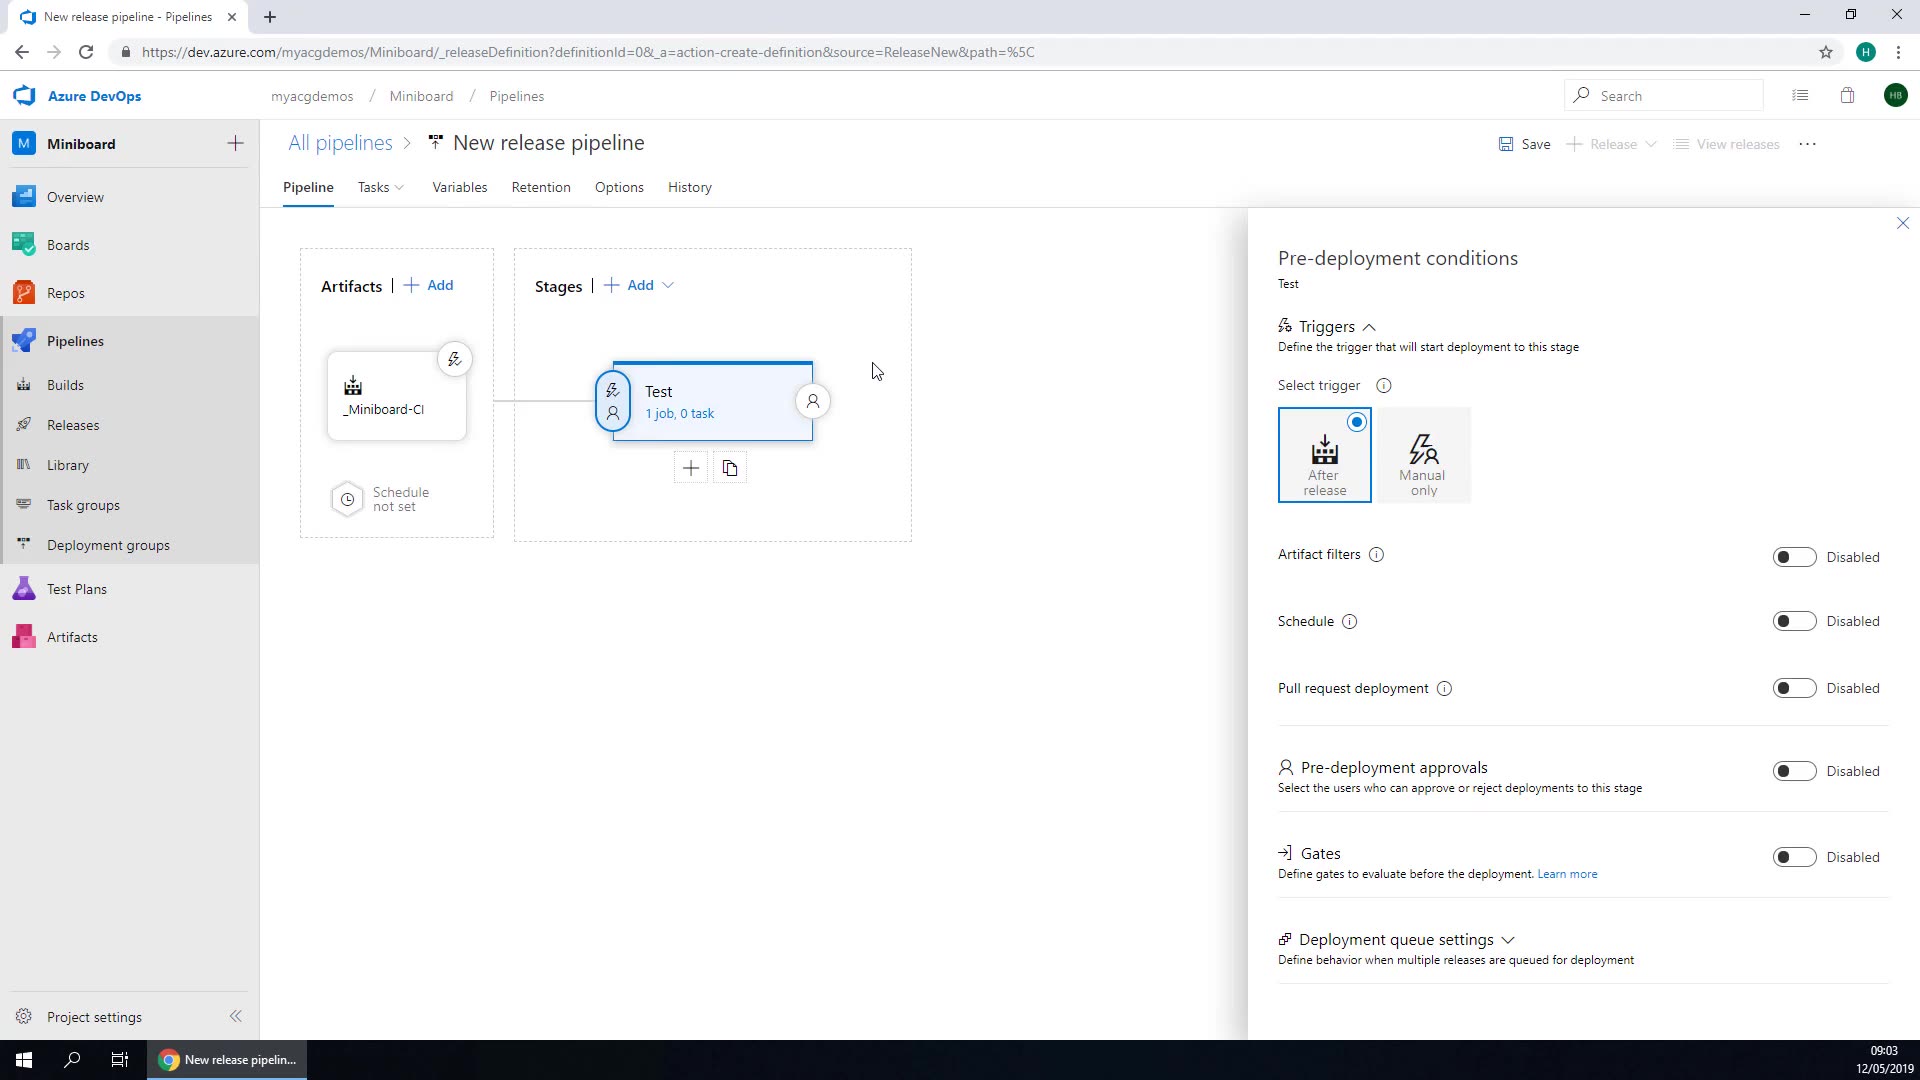 New release pipeline - Pipelines
https://dev.azure.com/myacgdemos/Miniboard/_releaseDefinition?definitionId=0&_a=action-create-definition&source=ReleaseNew&path=%5C
H
Azure DevOps
myacgdemos / Miniboard / Pipelines
Search
HB
M Miniboard
All pipelines > New release pipeline
Save
Release
View releases
Pipeline Tasks Variables Retention Options History
Overview
Boards
Repos
Pipelines
Builds
Releases
Library
Task groups
Deployment groups
Test Plans
Artifacts
Project settings
Artifacts | + Add
_Miniboard-CI
Schedule
not set
Stages | + Add
Test
1 job, 0 task
Pre-deployment conditions
Test
Triggers
Define the trigger that will start deployment to this stage
Select trigger
After
release
Manual
only
Artifact filters
Disabled
Schedule
Disabled
Pull request deployment
Disabled
Pre-deployment approvals
Disabled
Select the users who can approve or reject deployments to this stage
Gates
Disabled
Define gates to evaluate before the deployment. Learn more
Deployment queue settings
Define behavior when multiple releases are queued for deployment
New release pipelin...
09:03
12/05/2019